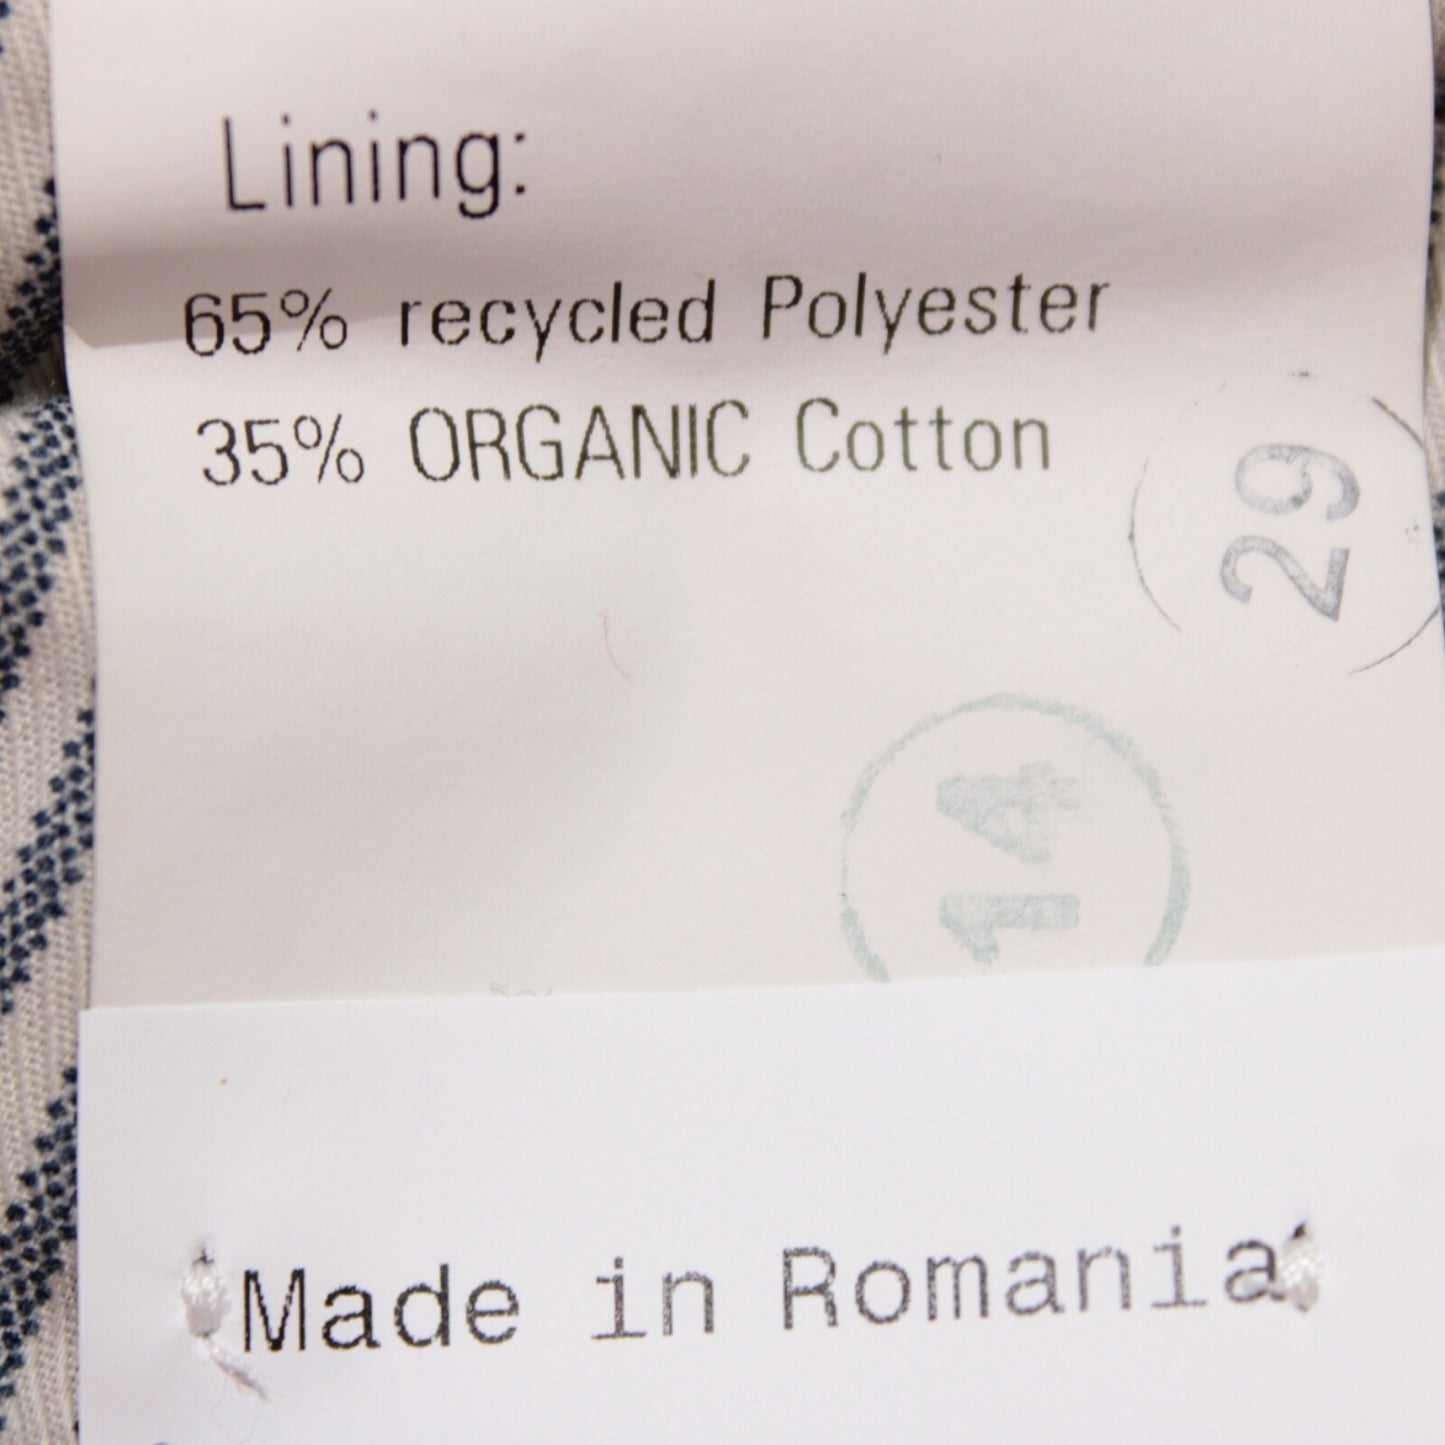 Lining:
65% recycled Polyester
35% ORGANIC Cotton
29
14
Made in Romania